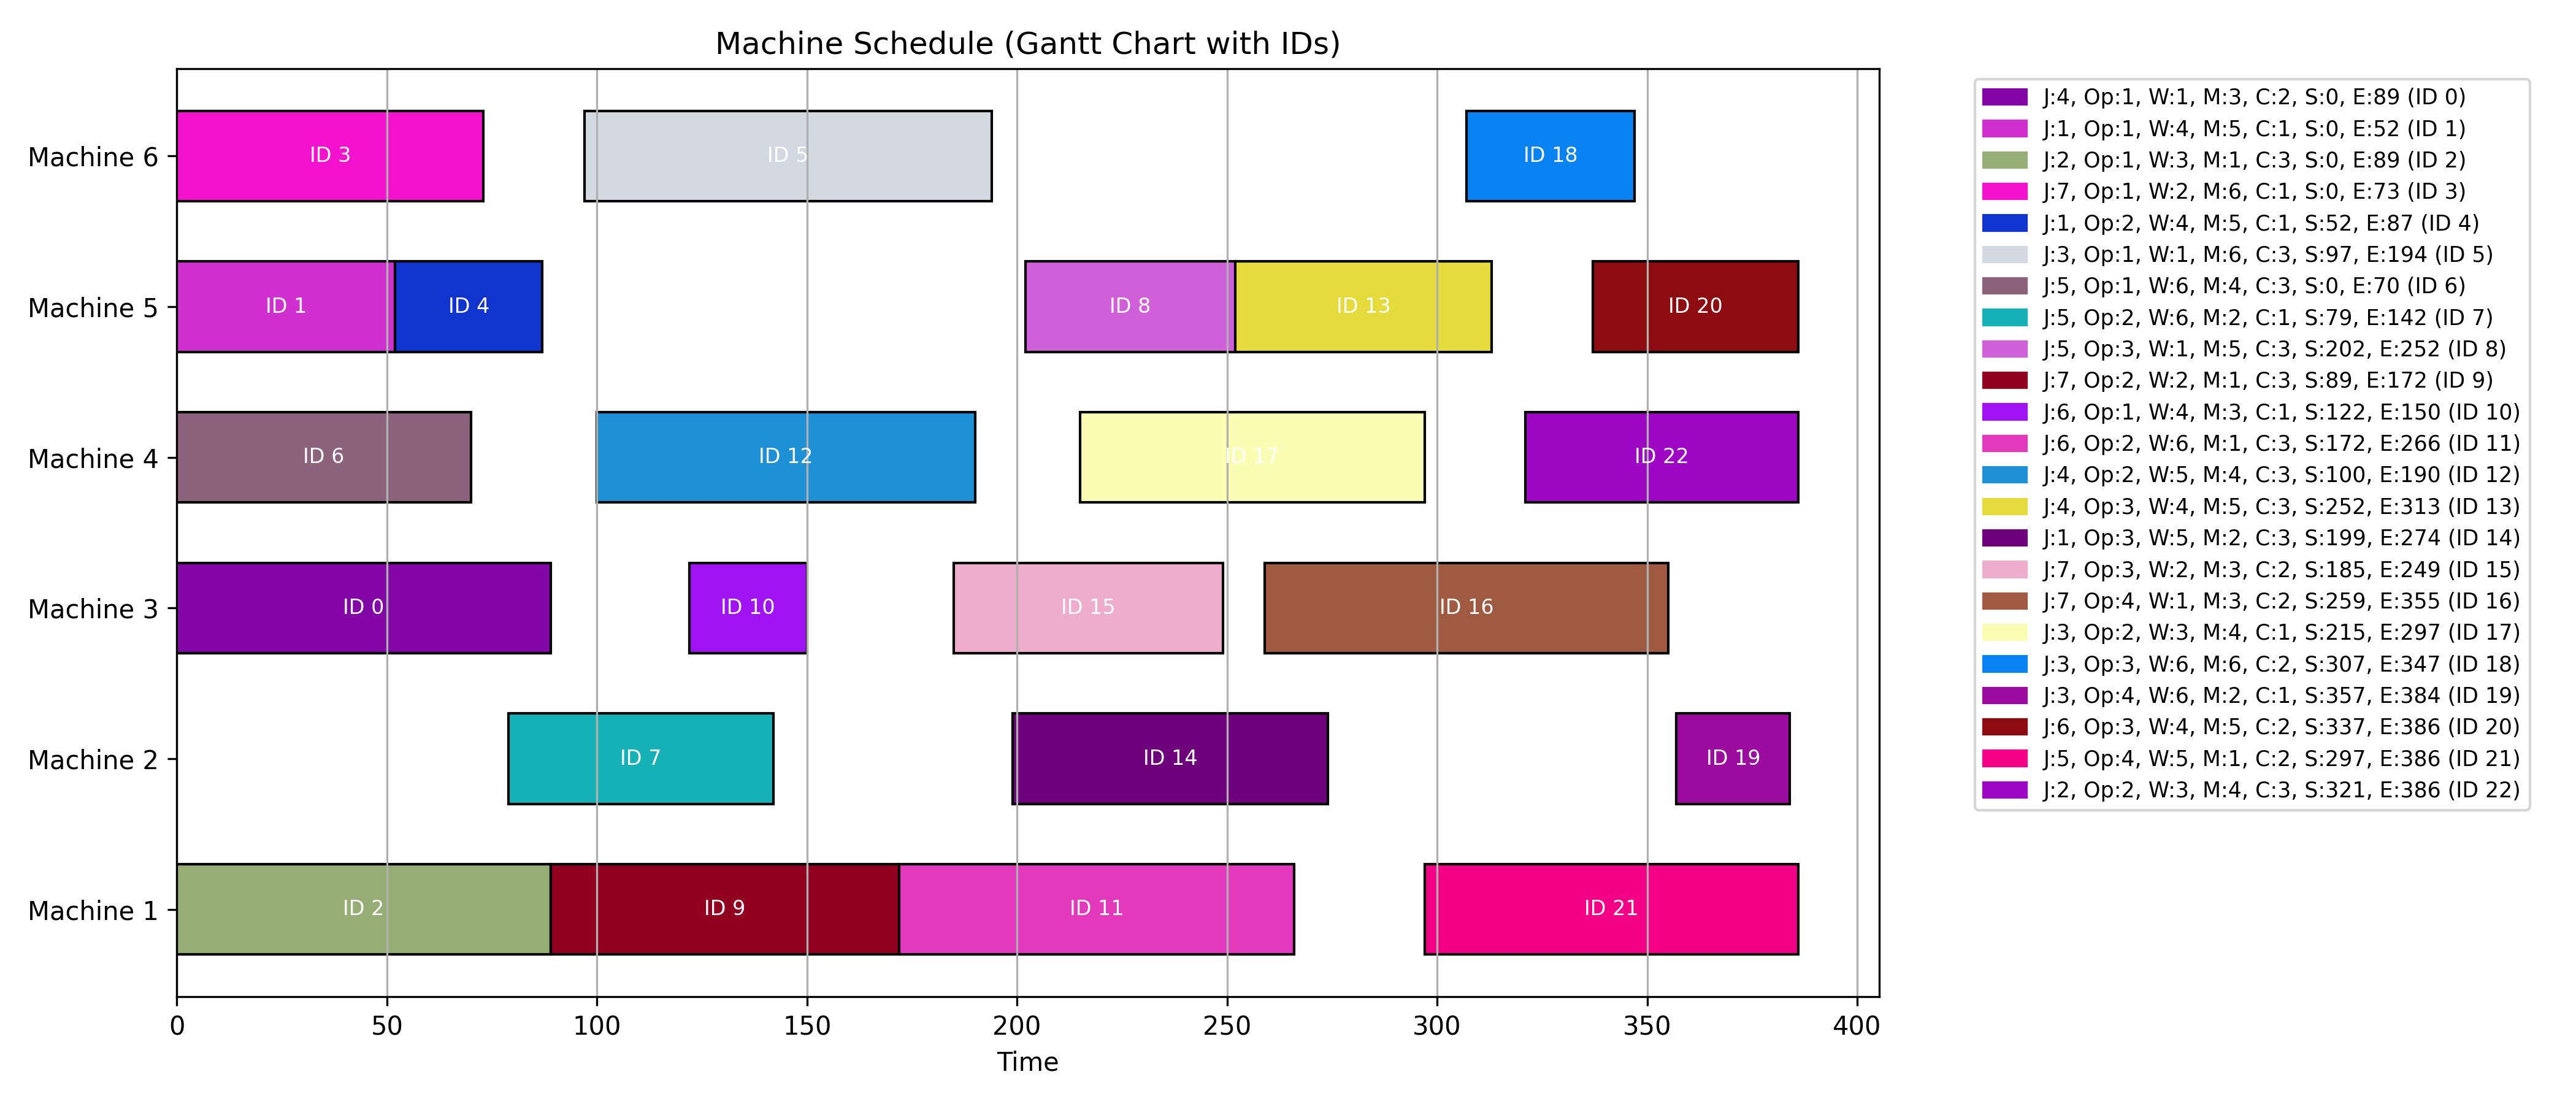 Machine Schedule (Gantt Chart with IDs)
Machine 6
ID 3
ID 5
ID 18
Machine 5
ID 1
ID 4
ID 8
ID 13
ID 20
Machine 4
ID 6
ID 12
ID 17
ID 22
Machine 3
ID 0
ID 10
ID 15
ID 16
Machine 2
ID 7
ID 14
ID 19
Machine 1
ID 2
ID 9
ID 11
ID 21
0 50 100 150 200 250 300 350 400
Time
J:4, Op:1, W:1, M:3, C:2, S:0, E:89 (ID 0)
J:1, Op:1, W:4, M:5, C:1, S:0, E:52 (ID 1)
J:2, Op:1, W:3, M:1, C:3, S:0, E:89 (ID 2)
J:7, Op:1, W:2, M:6, C:1, S:0, E:73 (ID 3)
J:1, Op:2, W:4, M:5, C:1, S:52, E:87 (ID 4)
J:3, Op:1, W:1, M:6, C:3, S:97, E:194 (ID 5)
J:5, Op:1, W:6, M:4, C:3, S:0, E:70 (ID 6)
J:5, Op:2, W:6, M:2, C:1, S:79, E:142 (ID 7)
J:5, Op:3, W:1, M:5, C:3, S:202, E:252 (ID 8)
J:7, Op:2, W:2, M:1, C:3, S:89, E:172 (ID 9)
J:6, Op:1, W:4, M:3, C:1, S:122, E:150 (ID 10)
J:6, Op:2, W:6, M:1, C:3, S:172, E:266 (ID 11)
J:4, Op:2, W:5, M:4, C:3, S:100, E:190 (ID 12)
J:4, Op:3, W:4, M:5, C:3, S:252, E:313 (ID 13)
J:1, Op:3, W:5, M:2, C:3, S:199, E:274 (ID 14)
J:7, Op:3, W:2, M:3, C:2, S:185, E:249 (ID 15)
J:7, Op:4, W:1, M:3, C:2, S:259, E:355 (ID 16)
J:3, Op:2, W:3, M:4, C:1, S:215, E:297 (ID 17)
J:3, Op:3, W:6, M:6, C:2, S:307, E:347 (ID 18)
J:3, Op:4, W:6, M:2, C:1, S:357, E:384 (ID 19)
J:6, Op:3, W:4, M:5, C:2, S:337, E:386 (ID 20)
J:5, Op:4, W:5, M:1, C:2, S:297, E:386 (ID 21)
J:2, Op:2, W:3, M:4, C:3, S:321, E:386 (ID 22)